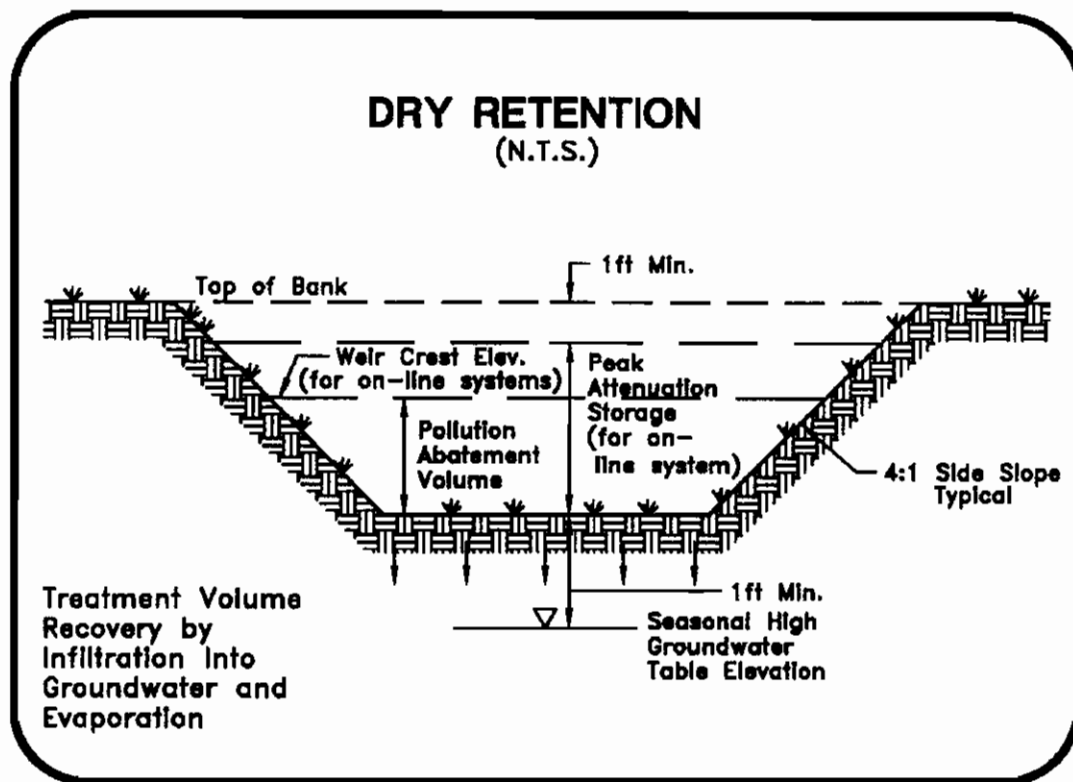 DRY RETENTION
(N.T.S.)
1ft Min.
Top of Bank
Weir Crest Elev.
(for on-line systems)
Peak
Attenuation
Storage
(for on-
line system)
Pollution
Abatement
Volume
4:1 Side Slope
Typical
1ft Min.
Seasonal High
Groundwater
Table Elevation
Treatment Volume
Recovery by
Infiltration Into
Groundwater and
Evaporation